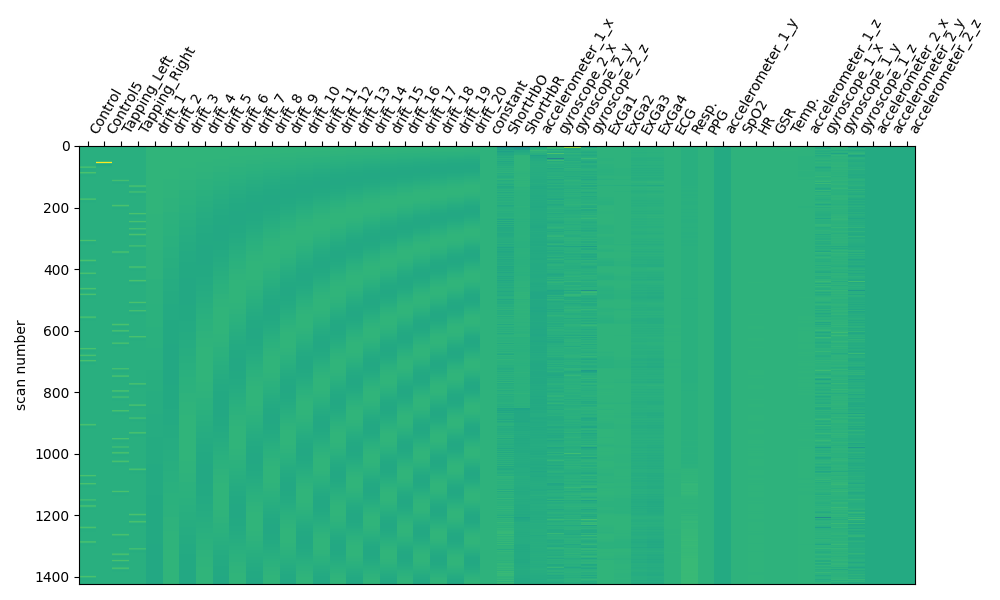 Control
Control5
Tapping_Left
Tapping_Right
drift_1
drift_2
drift_3
drift_4
drift_5
drift_6
drift_7
drift_8
drift_9
drift_10
drift_11
drift_12
drift_13
drift_14
drift_15
drift_16
drift_17
drift_18
drift_19
drift_20
constant
ShortHbO
ShortHbR
accelerometer_1_x
gyroscope_2_x
gyroscope_2_y
gyroscope_2_z
ExGa1
ExGa2
ExGa3
ExGa4
ECG
Resp.
PPG
accelerometer_1_y
SpO2
HR
GSR
Temp.
accelerometer_1_z
gyroscope_1_x
gyroscope_1_y
gyroscope_1_z
accelerometer_2_x
accelerometer_2_y
accelerometer_2_z
0
200
400
600
800
1000
1200
1400
scan number